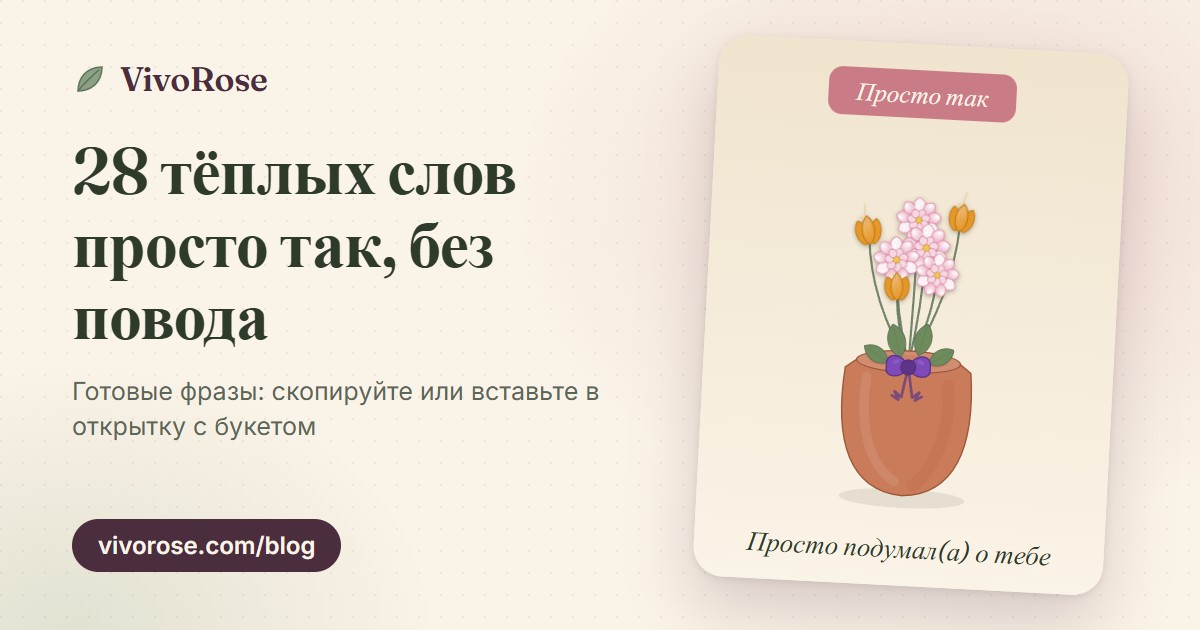 VivoRose
28 тёплых слов
просто так, без
повода
Готовые фразы: скопируйте или вставьте в
открытку с букетом
vivorose.com/blog
Просто так
Просто подумал(а) о тебе